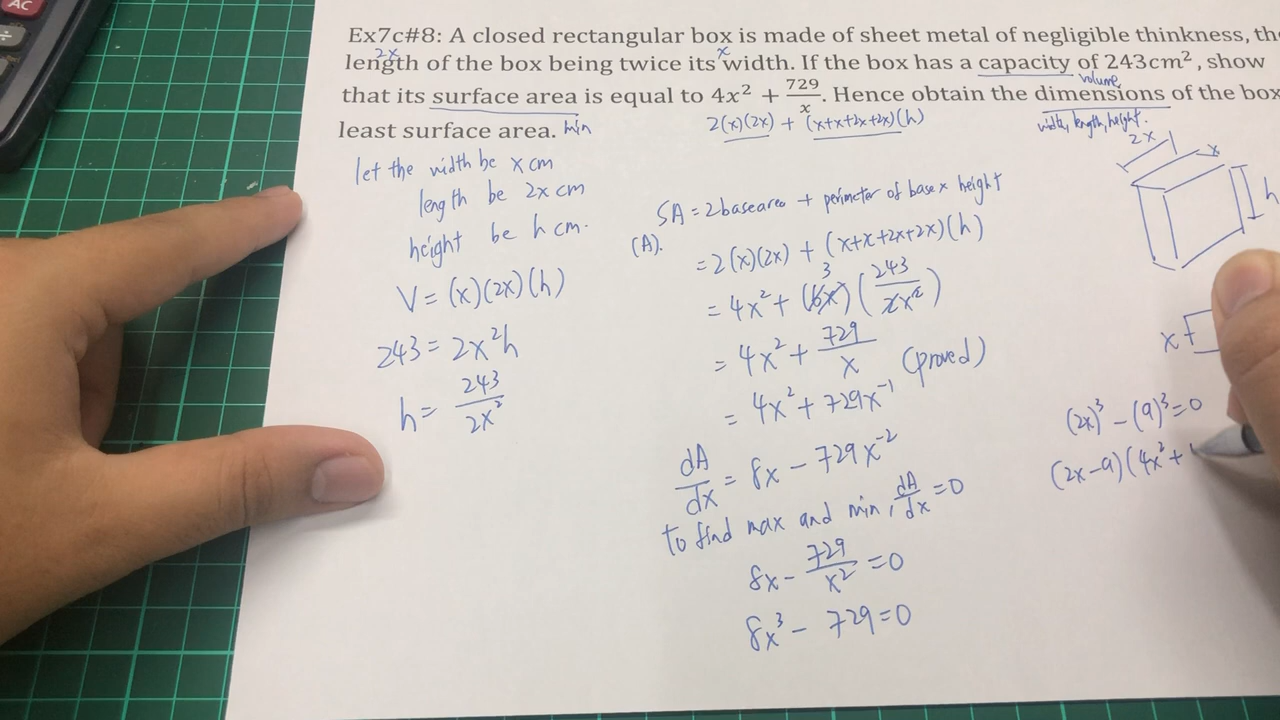 AC
÷
Ex7c#8: A closed rectangular box is made of sheet metal of negligible thinkness, the
2x x
length of the box being twice its width. If the box has a capacity of 243cm², show
volume
that its surface area is equal to 4x² + 729/x. Hence obtain the dimensions of the box
least surface area. min 2(x)(2x) + (x+x+2x+2x)(h) width, length, height.
let the width be x cm
length be 2x cm
height be h cm.
V = (x)(2x)(h)
243 = 2x²h
h = 243/2x²
SA = 2 base area + perimeter of base x height
(A).
= 2(x)(2x) + (x+x+2x+2x)(h)
3
= 4x² + (6x)(243/2x²)
= 4x² + 729/x (proved)
= 4x² + 729x⁻¹
dA/dx = 8x − 729x⁻²
to find max and min, dA/dx = 0
8x − 729/x² = 0
8x³ − 729 = 0
2x
x
h
x
(2x)³ − (9)³ = 0
(2x−9)(4x² +